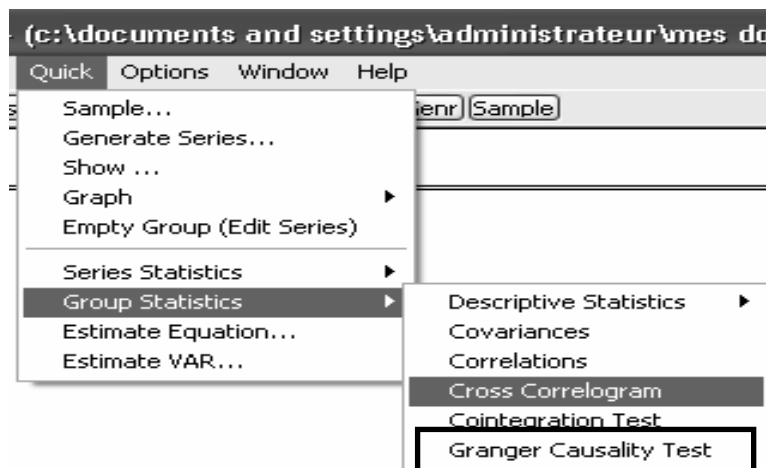 (c:\documents and settings\administrateur\mes do
Quick Options Window Help
Sample...
Sample
Generate Series...
Show ...
Graph
Empty Group (Edit Series)
Series Statistics
Group Statistics
Estimate Equation...
Estimate VAR...
Descriptive Statistics
Covariances
Correlations
Cross Correlogram
Cointegration Test
Granger Causality Test